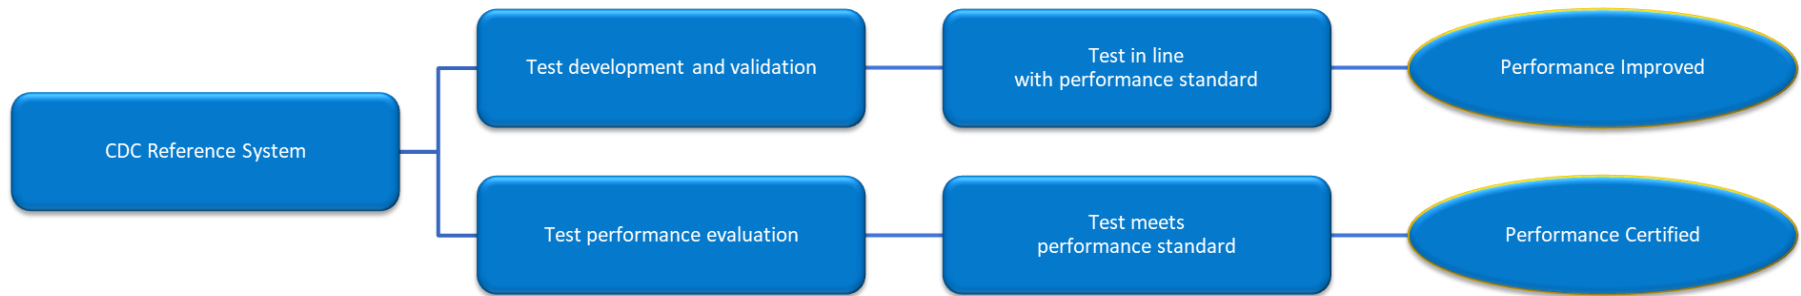 CDC Reference System
Test development and validation
Test in line
with performance standard
Performance Improved
Test performance evaluation
Test meets
performance standard
Performance Certified